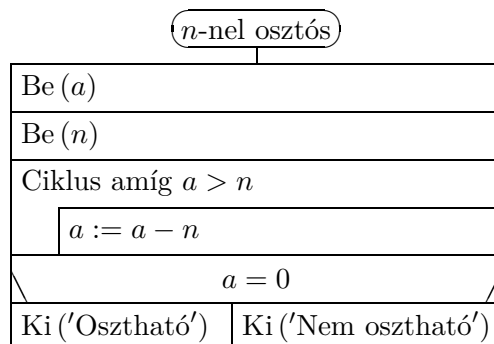 n-nel osztós
Be (a)
Be (n)
Ciklus amíg a > n
a := a − n
a = 0
Ki ('Osztható') Ki ('Nem osztható')